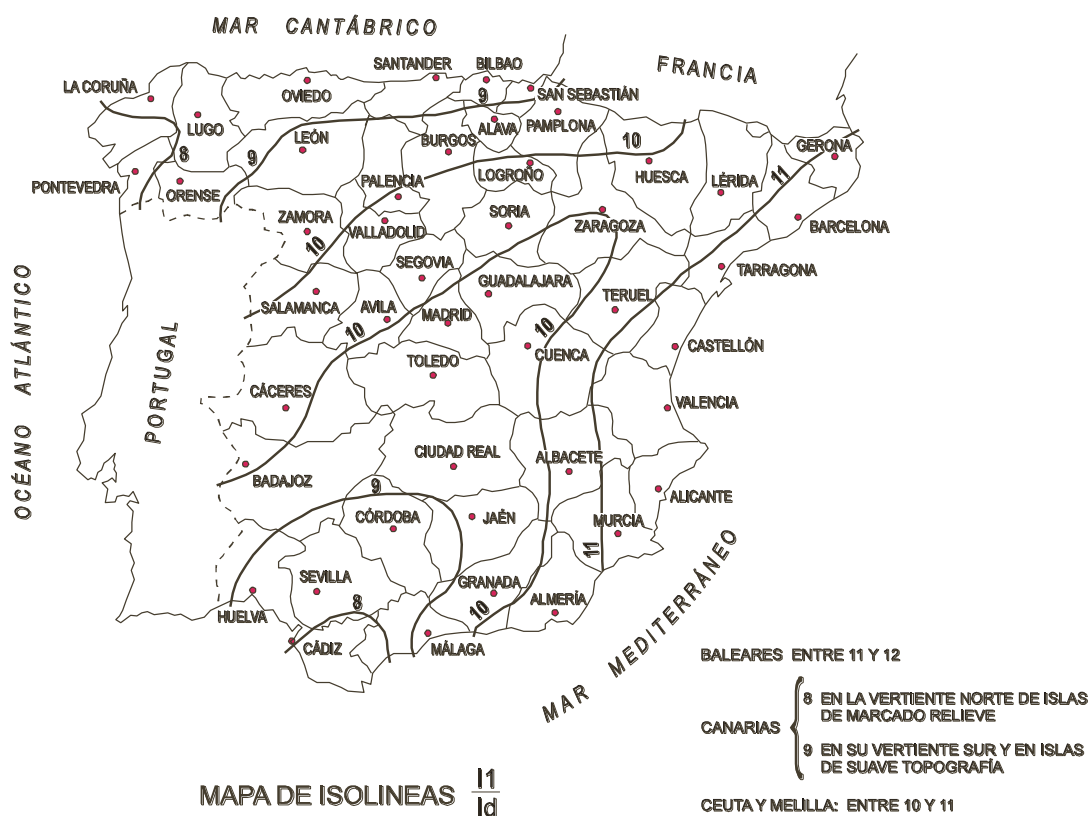 MAR CANTÁBRICO
FRANCIA
SANTANDER
BILBAO
LA CORUÑA
OVIEDO
SAN SEBASTIÁN
9
LUGO
LEÓN
BURGOS
ALAVA
PAMPLONA
8
9
10
GERONA
PONTEVEDRA
ORENSE
PALENCIA
LOGROÑO
HUESCA
LÉRIDA
11
ZAMORA
VALLADOLID
SORIA
ZARAGOZA
BARCELONA
10
SEGOVIA
TARRAGONA
SALAMANCA
AVILA
MADRID
GUADALAJARA
TERUEL
10
10
OCÉANO ATLÁNTICO
PORTUGAL
TOLEDO
CUENCA
CASTELLÓN
CÁCERES
VALENCIA
BADAJOZ
CIUDAD REAL
ALBACETE
9
ALICANTE
CÓRDOBA
JAÉN
MURCIA
11
SEVILLA
GRANADA
HUELVA
8
10
ALMERÍA
CÁDIZ
MÁLAGA
MAR MEDITERRÁNEO
BALEARES ENTRE 11 Y 12
CANARIAS
8 EN LA VERTIENTE NORTE DE ISLAS
DE MARCADO RELIEVE
9 EN SU VERTIENTE SUR Y EN ISLAS
DE SUAVE TOPOGRAFÍA
CEUTA Y MELILLA: ENTRE 10 Y 11
MAPA DE ISOLINEAS I1
Id